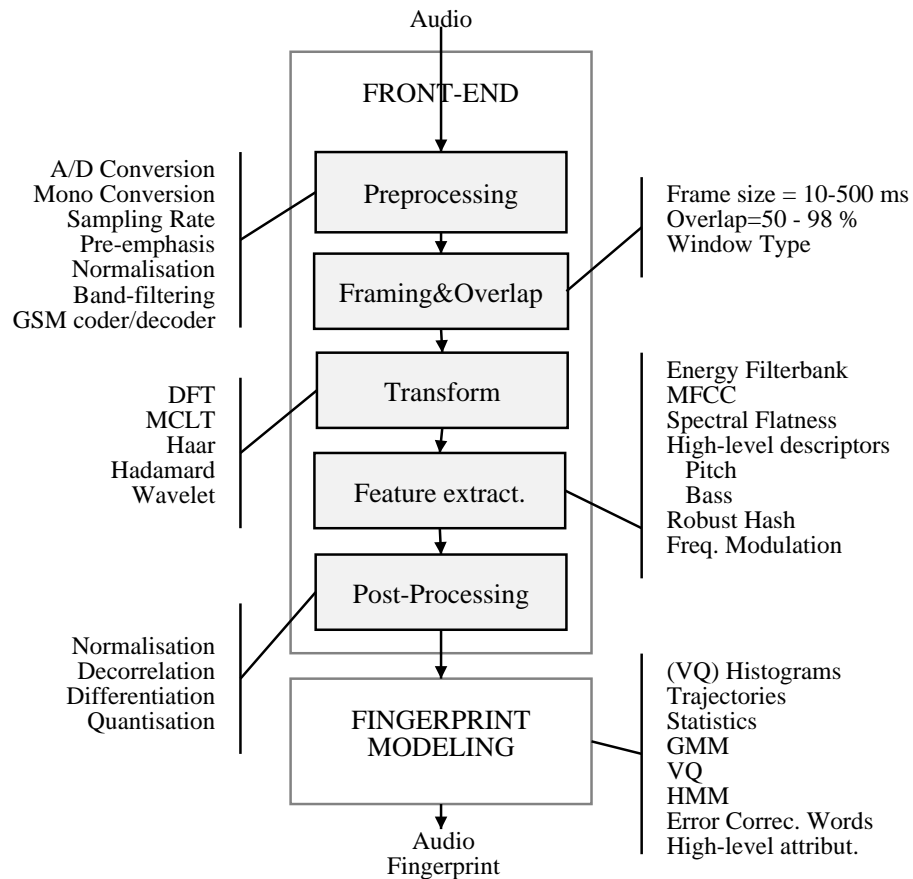 Audio
FRONT-END
A/D Conversion
Mono Conversion
Sampling Rate
Pre-emphasis
Normalisation
Band-filtering
GSM coder/decoder
Preprocessing
Frame size = 10-500 ms
Overlap=50 - 98 %
Window Type
Framing&Overlap
DFT
MCLT
Haar
Hadamard
Wavelet
Transform
Energy Filterbank
MFCC
Spectral Flatness
High-level descriptors
Pitch
Bass
Robust Hash
Freq. Modulation
Feature extract.
Post-Processing
Normalisation
Decorrelation
Differentiation
Quantisation
FINGERPRINT
MODELING
(VQ) Histograms
Trajectories
Statistics
GMM
VQ
HMM
Error Correc. Words
High-level attribut.
Audio
Fingerprint